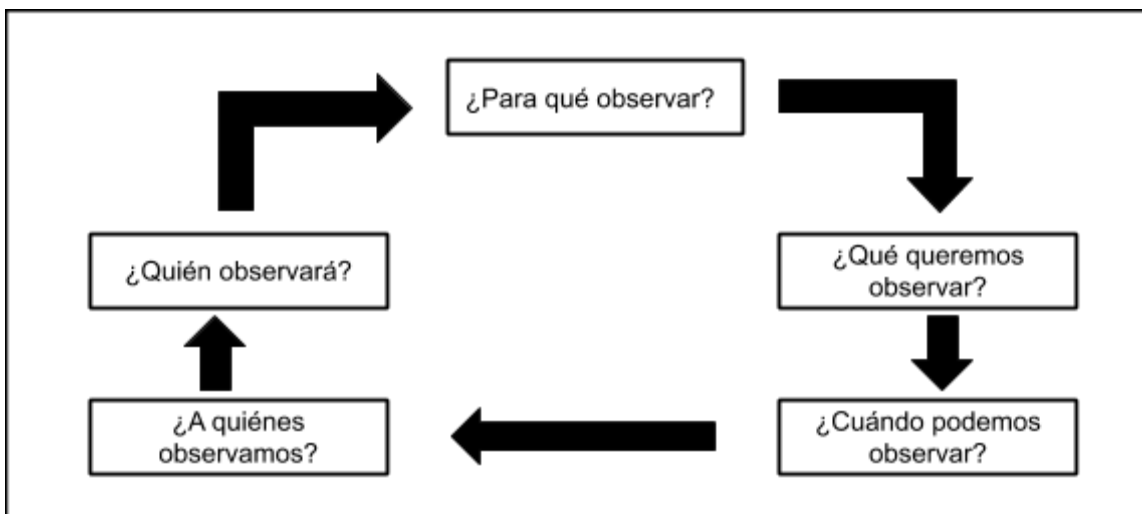 ¿Para qué observar?
¿Qué queremos
observar?
¿Cuándo podemos
observar?
¿A quiénes
observamos?
¿Quién observará?